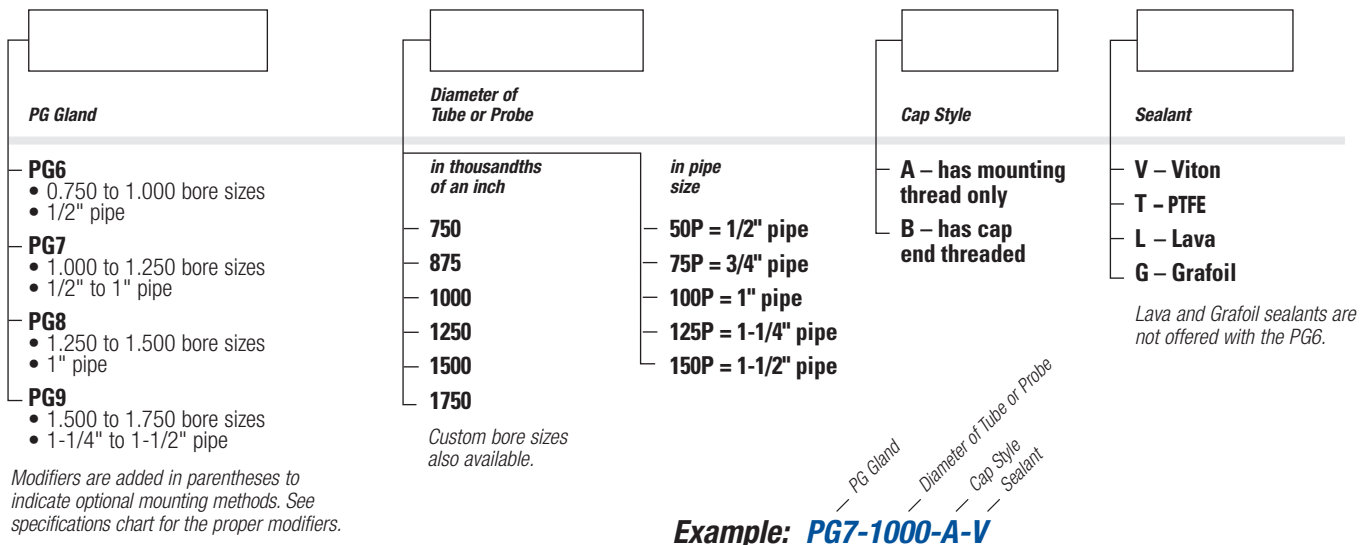 PG Gland
PG6
• 0.750 to 1.000 bore sizes
• 1/2" pipe
PG7
• 1.000 to 1.250 bore sizes
• 1/2" to 1" pipe
PG8
• 1.250 to 1.500 bore sizes
• 1" pipe
PG9
• 1.500 to 1.750 bore sizes
• 1-1/4" to 1-1/2" pipe
Modifiers are added in parentheses to
indicate optional mounting methods. See
specifications chart for the proper modifiers.
Diameter of
Tube or Probe
in thousandths
of an inch
750
875
1000
1250
1500
1750
Custom bore sizes
also available.
in pipe
size
50P = 1/2" pipe
75P = 3/4" pipe
100P = 1" pipe
125P = 1-1/4" pipe
150P = 1-1/2" pipe
Cap Style
A – has mounting
thread only
B – has cap
end threaded
Sealant
V – Viton
T – PTFE
L – Lava
G – Grafoil
Lava and Grafoil sealants are
not offered with the PG6.
PG Gland
Diameter of Tube or Probe
Cap Style
Sealant
Example: PG7-1000-A-V